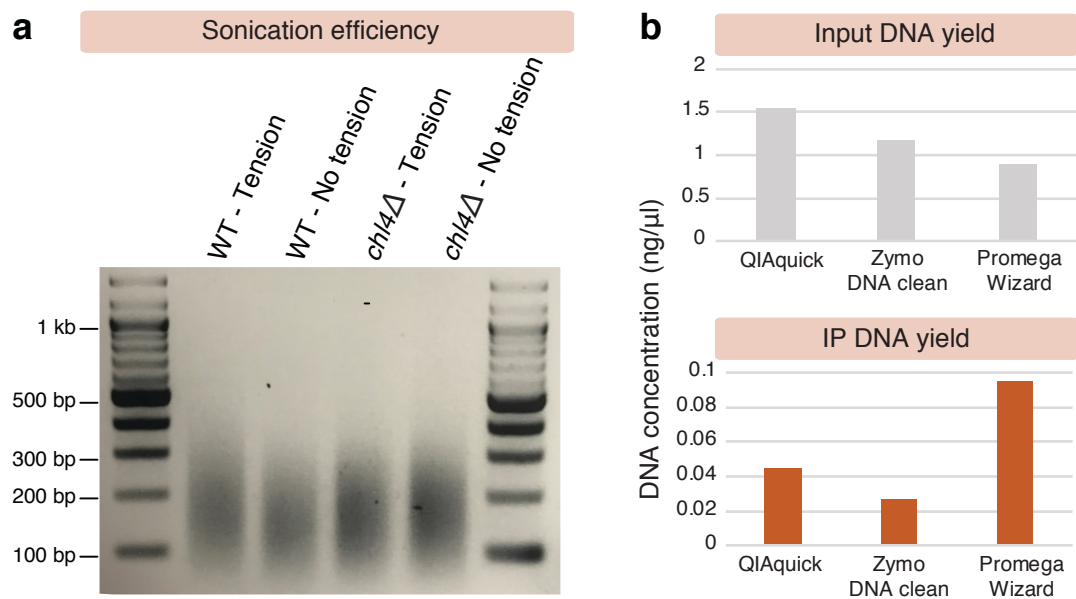 a
Sonication efficiency
WT - Tension
WT - No tension
chl4Δ - Tension
chl4Δ - No tension
1 kb
500 bp
300 bp
200 bp
100 bp
b
Input DNA yield
DNA concentration (ng/µl)
2
1.5
1
0.5
0
QIAquick
Zymo
DNA clean
Promega
Wizard
IP DNA yield
0.1
0.08
0.06
0.04
0.02
0
QIAquick
Zymo
DNA clean
Promega
Wizard